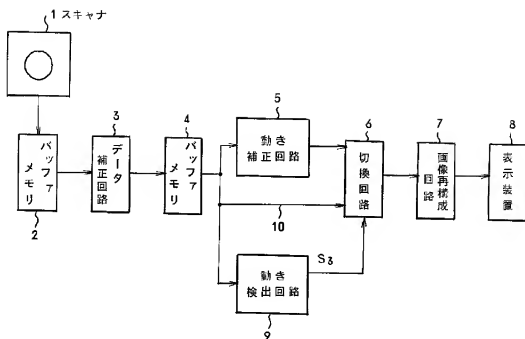 1 スキャナ
2
バッファ
メモリ
3
データ
補正回路
4
バッファ
メモリ
5
動き
補正回路
6
切換回路
7
画像再構成
回路
8
表示装置
10
S3
動き
検出回路
9